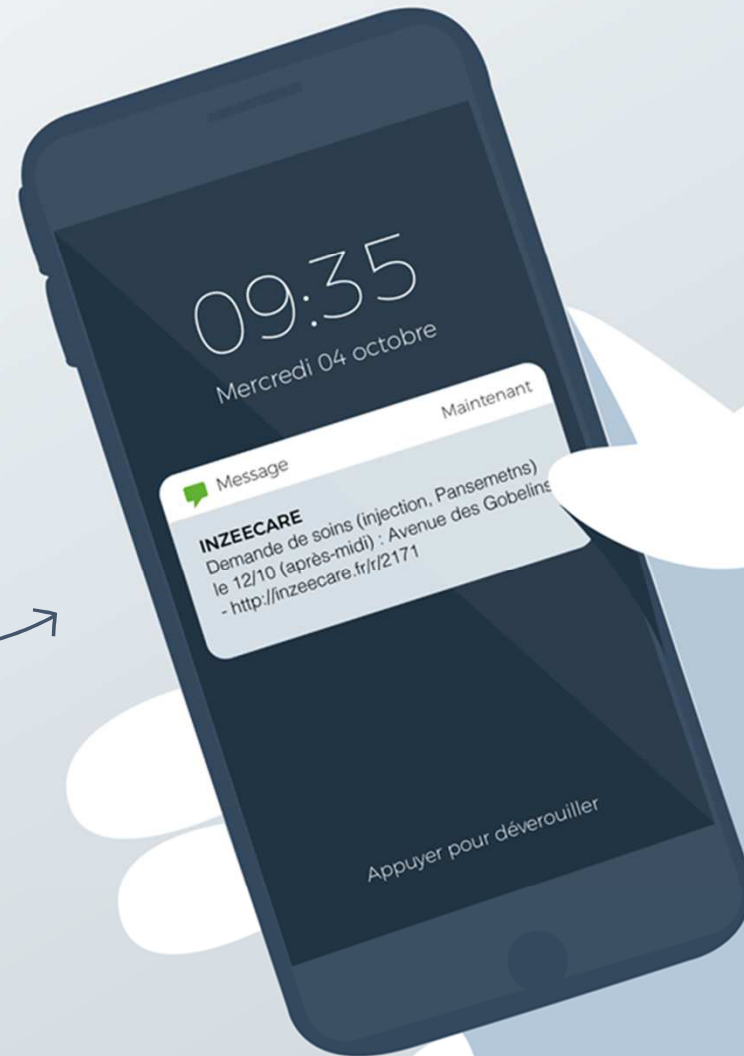 09:35
Mercredi 04 octobre
Message
Maintenant
INZEECARE
Demande de soins (injection, Pansemetns)
le 12/10 (après-midi) : Avenue des Gobelins
- http://inzeecare.fr/r/2171
Appuyer pour déverouiller